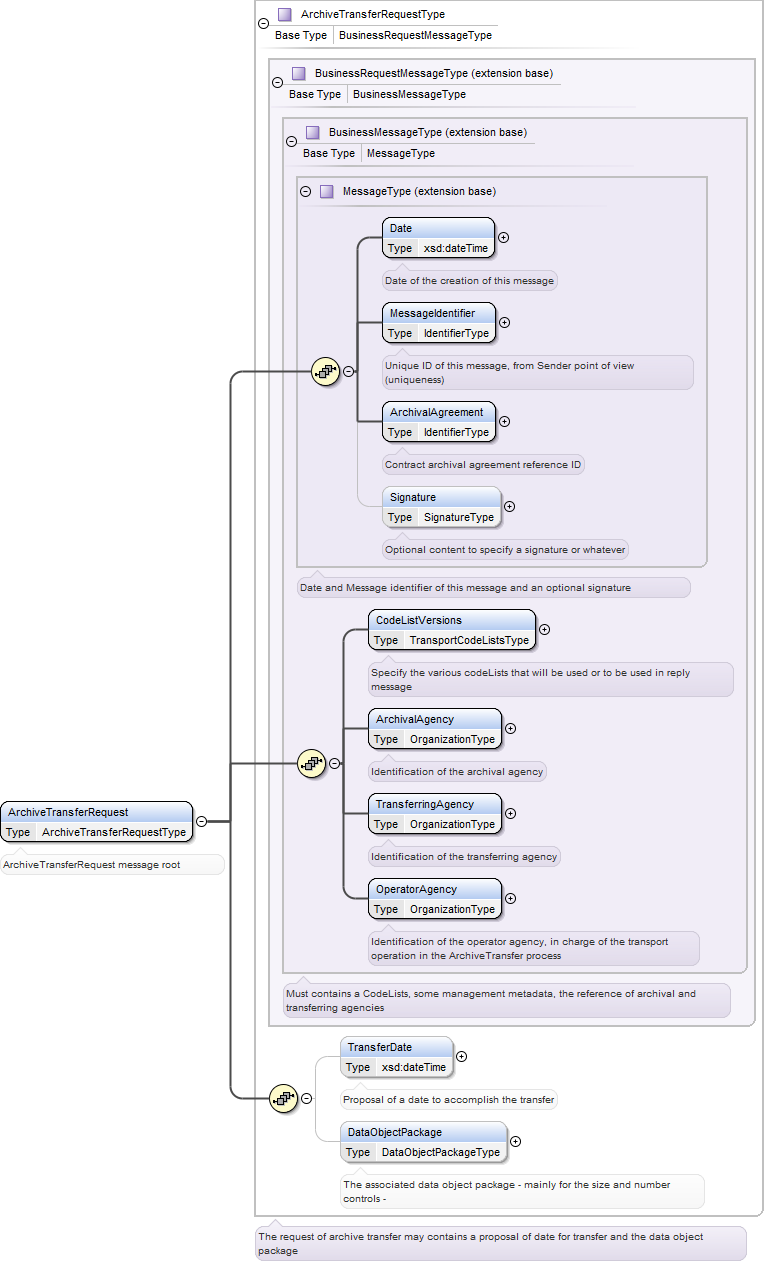 ArchiveTransferRequestType
Base Type BusinessRequestMessageType
BusinessRequestMessageType (extension base)
Base Type BusinessMessageType
BusinessMessageType (extension base)
Base Type MessageType
MessageType (extension base)
Date
Type xsd:dateTime
Date of the creation of this message
MessageIdentifier
Type IdentifierType
Unique ID of this message, from Sender point of view
(uniqueness)
ArchivalAgreement
Type IdentifierType
Contract archival agreement reference ID
Signature
Type SignatureType
Optional content to specify a signature or whatever
Date and Message identifier of this message and an optional signature
CodeListVersions
Type TransportCodeListsType
Specify the various codeLists that will be used or to be used in reply
message
ArchivalAgency
Type OrganizationType
Identification of the archival agency
TransferringAgency
Type OrganizationType
Identification of the transferring agency
OperatorAgency
Type OrganizationType
Identification of the operator agency, in charge of the transport
operation in the ArchiveTransfer process
Must contains a CodeLists, some management metadata, the reference of archival and
transferring agencies
ArchiveTransferRequest
Type ArchiveTransferRequestType
ArchiveTransferRequest message root
TransferDate
Type xsd:dateTime
Proposal of a date to accomplish the transfer
DataObjectPackage
Type DataObjectPackageType
The associated data object package - mainly for the size and number
controls -
The request of archive transfer may contains a proposal of date for transfer and the data object
package